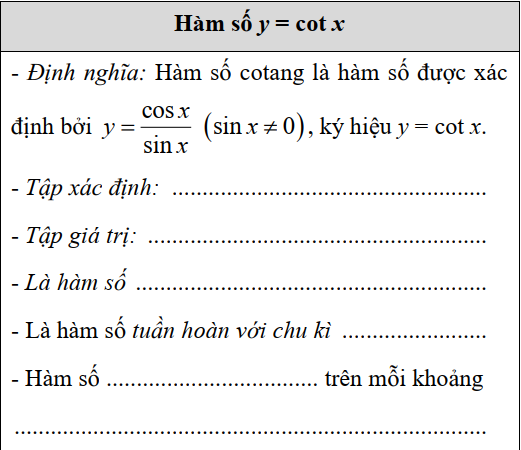 Hàm số y = cot x
- Định nghĩa: Hàm số cotang là hàm số được xác
định bởi y = cos x / sin x (sin x ≠ 0), ký hiệu y = cot x.
- Tập xác định: ..................................................
- Tập giá trị: ......................................................
- Là hàm số ........................................................
- Là hàm số tuần hoàn với chu kì .......................
- Hàm số .................................. trên mỗi khoảng
...........................................................................